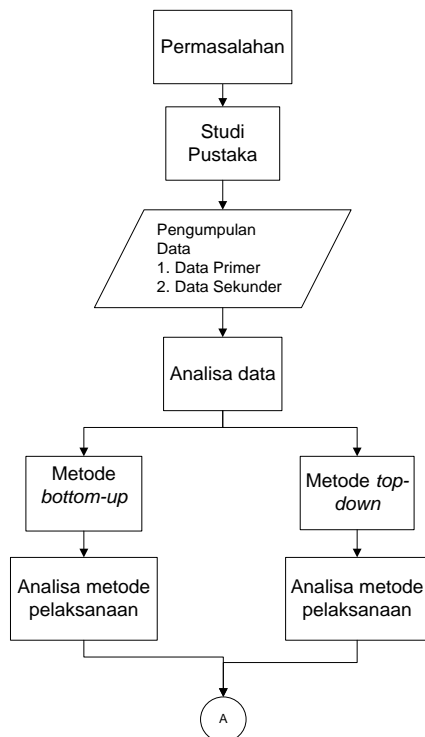 Permasalahan
Studi
Pustaka
Pengumpulan
Data
1. Data Primer
2. Data Sekunder
Analisa data
Metode
bottom-up
Metode top-
down
Analisa metode
pelaksanaan
Analisa metode
pelaksanaan
A